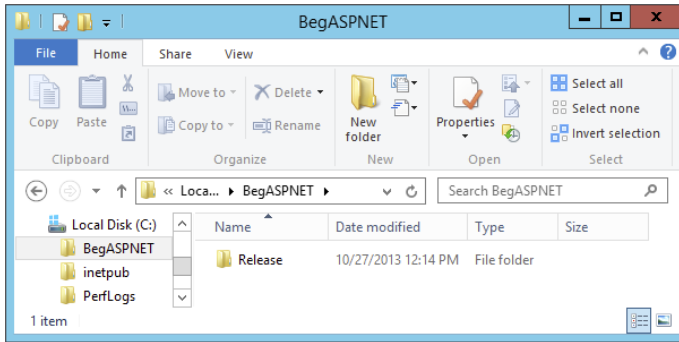 BegASPNET
File Home Share View
Copy Paste Move to Delete Copy to Rename New folder Properties Select all Select none Invert selection
Clipboard Organize New Open Select
« Loca... BegASPNET Search BegASPNET
Local Disk (C:) Name Date modified Type Size
BegASPNET Release 10/27/2013 12:14 PM File folder
inetpub
PerfLogs
1 item